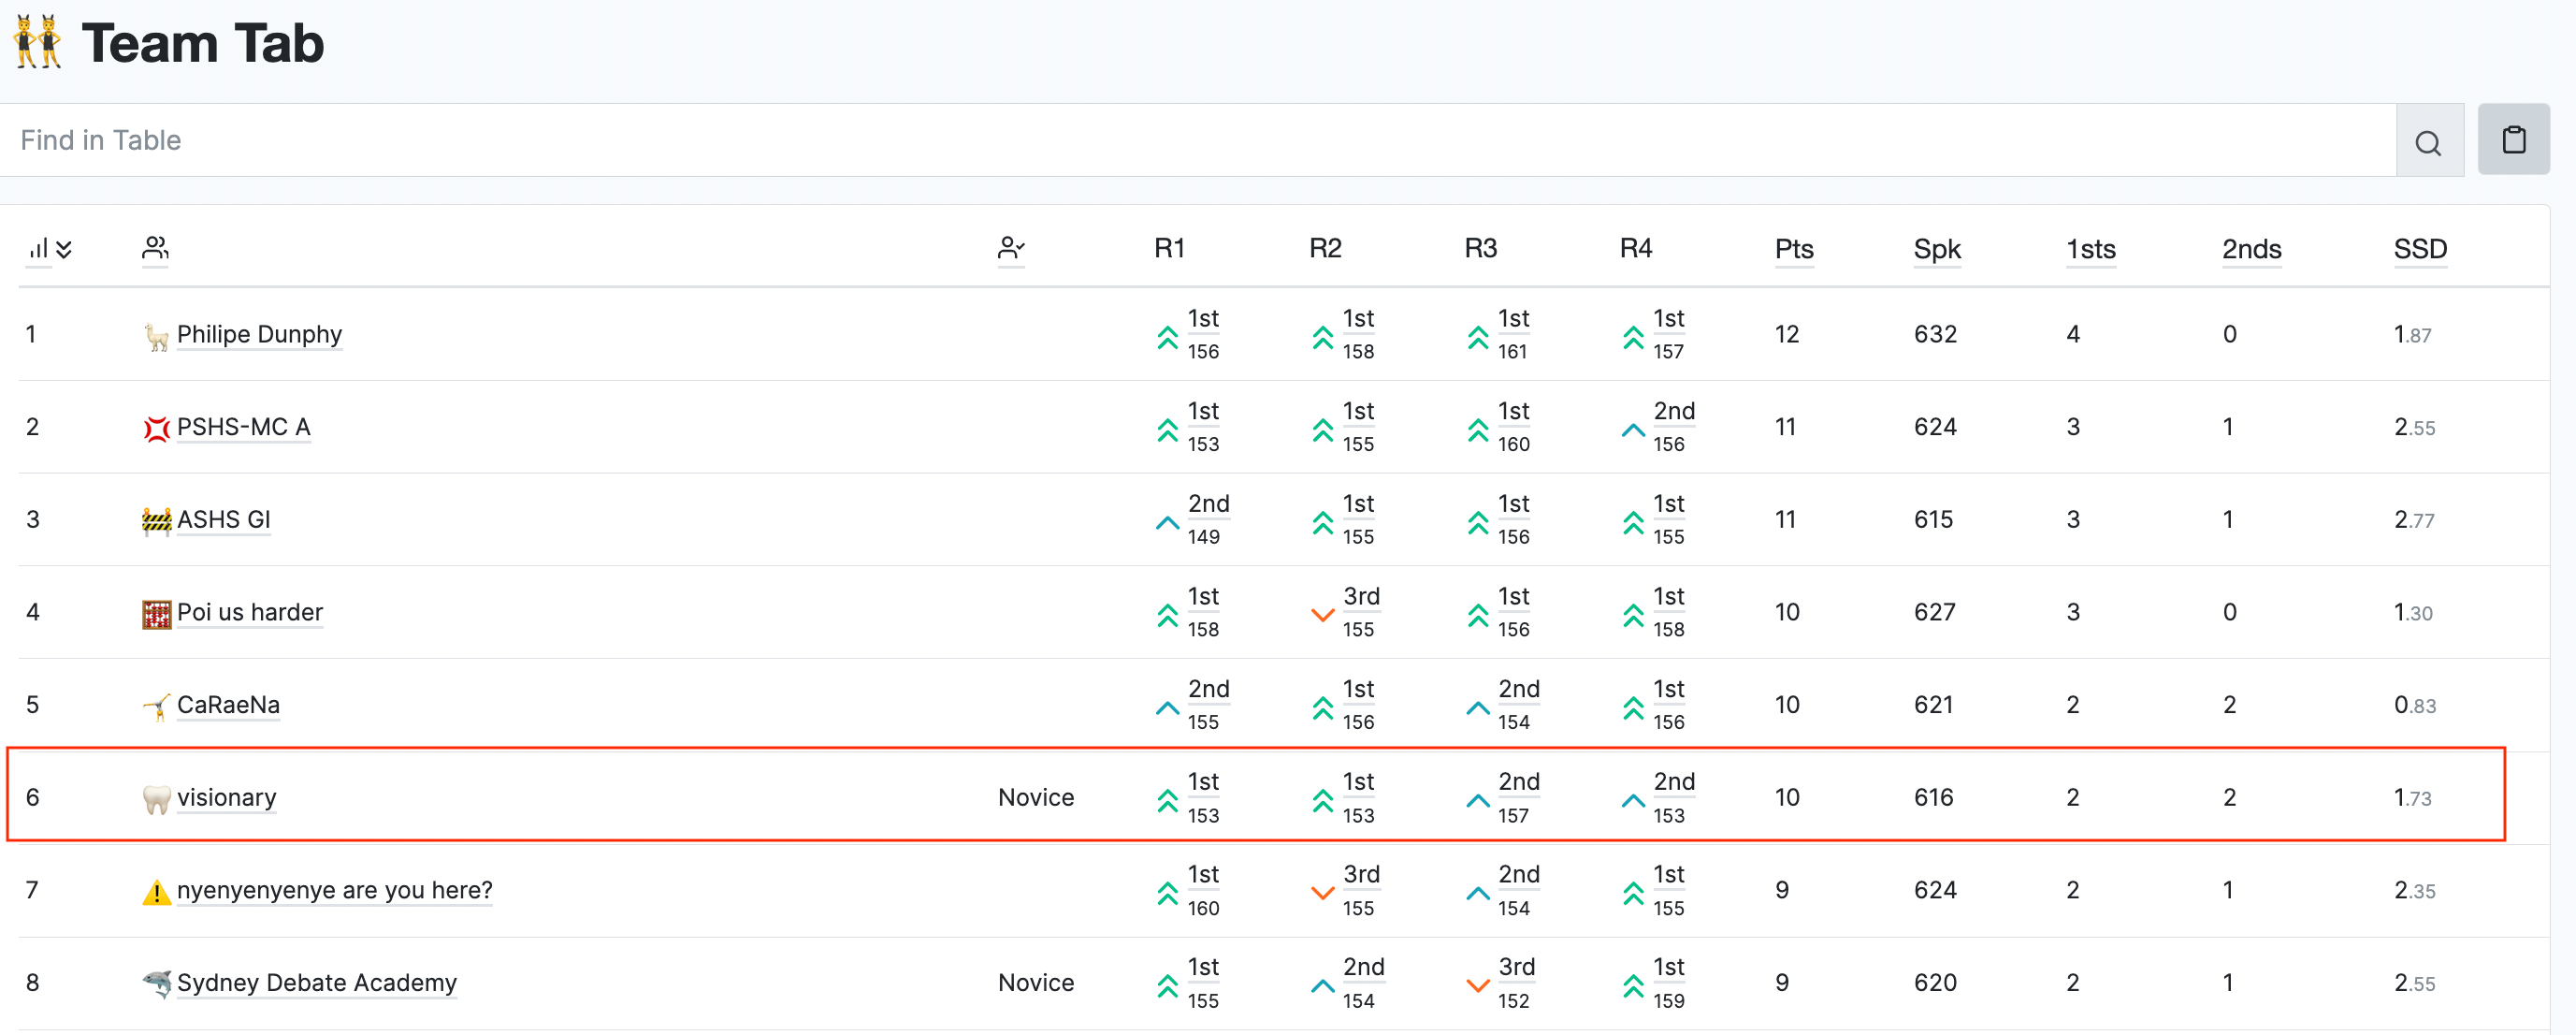 Team Tab
Find in Table
R1 R2 R3 R4 Pts Spk 1sts 2nds SSD
1 Philipe Dunphy 1st 156 1st 158 1st 161 1st 157 12 632 4 0 1.87
2 PSHS-MC A 1st 153 1st 155 1st 160 2nd 156 11 624 3 1 2.55
3 ASHS GI 2nd 149 1st 155 1st 156 1st 155 11 615 3 1 2.77
4 Poi us harder 1st 158 3rd 155 1st 156 1st 158 10 627 3 0 1.30
5 CaRaeNa 2nd 155 1st 156 2nd 154 1st 156 10 621 2 2 0.83
6 visionary Novice 1st 153 1st 153 2nd 157 2nd 153 10 616 2 2 1.73
7 nyenyenyenye are you here? 1st 160 3rd 155 2nd 154 1st 155 9 624 2 1 2.35
8 Sydney Debate Academy Novice 1st 155 2nd 154 3rd 152 1st 159 9 620 2 1 2.55